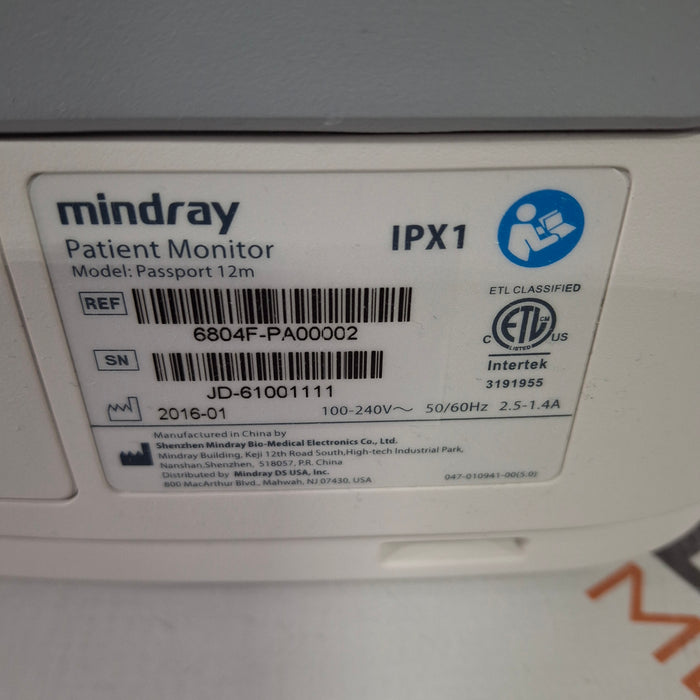 mindray
Patient Monitor
Model: Passport 12m
IPX1
REF
6804F-PA00002
SN
JD-61001111
2016-01
100-240V~ 50/60Hz 2.5-1.4A
ETL CLASSIFIED
C ETL CM US
LISTED
Intertek
3191955
Manufactured in China by
Shenzhen Mindray Bio-Medical Electronics Co., Ltd.
Mindray Building, Keji 12th Road South,High-tech Industrial Park,
Nanshan,Shenzhen, 518057, P.R. China
Distributed by Mindray DS USA, Inc.
800 MacArthur Blvd., Mahwah, NJ 07430, USA
047-010941-00(5.0)